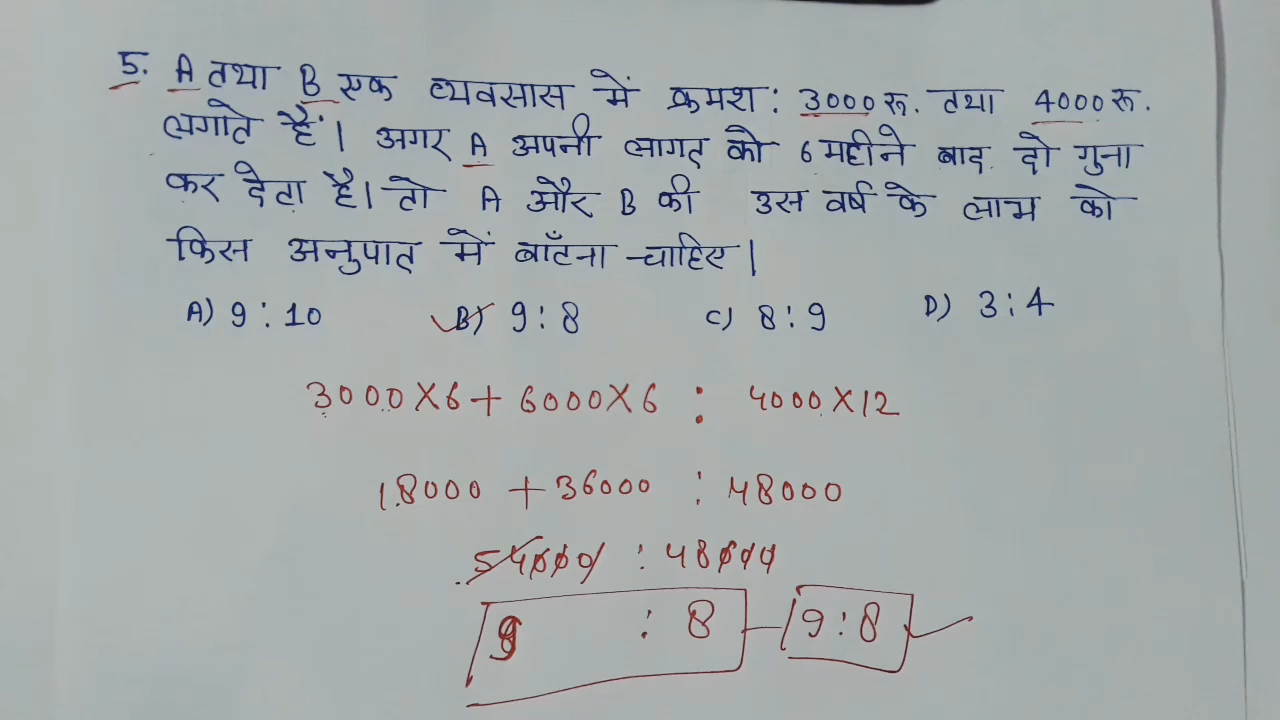 5. A तथा B एक व्यवसास में क्रमश: 3000 रू. तथा 4000 रू.
लगाते हैं। अगर A अपनी लागत को 6 महीने बाद दो गुना
कर देता है। तो A और B की उस वर्ष के लाभ को
किस अनुपात में बाँटना चाहिए।
A) 9 : 10 B) 9 : 8 C) 8 : 9 D) 3 : 4
3000 X 6 + 6000 X 6 : 4000 X 12
18000 + 36000 : 48000
54000 : 48000
9 : 8 - 9 : 8